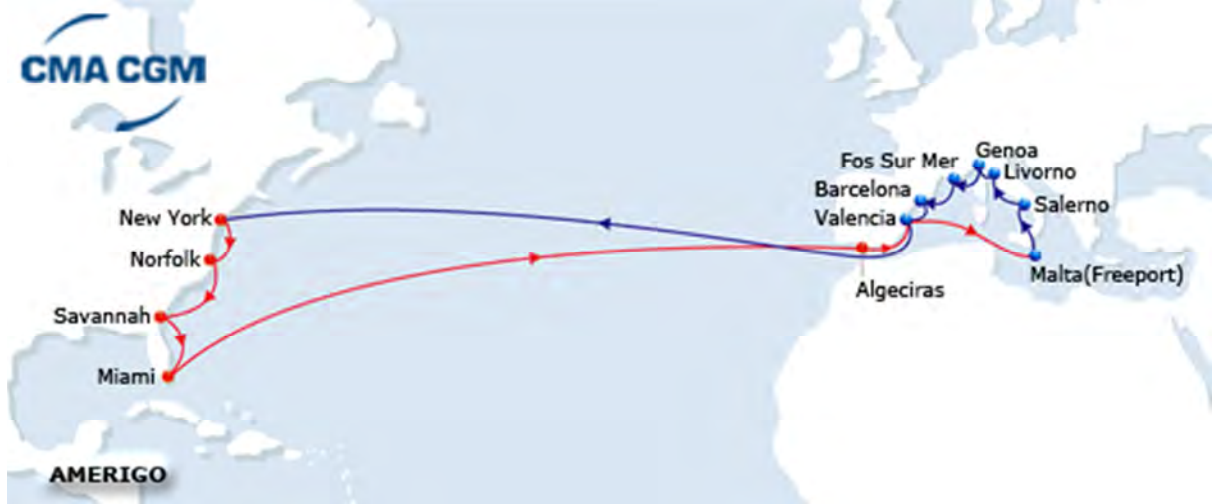 CMA CGM
New York
Norfolk
Savannah
Miami
Fos Sur Mer
Genoa
Livorno
Barcelona
Salerno
Valencia
Malta(Freeport)
Algeciras
AMERIGO